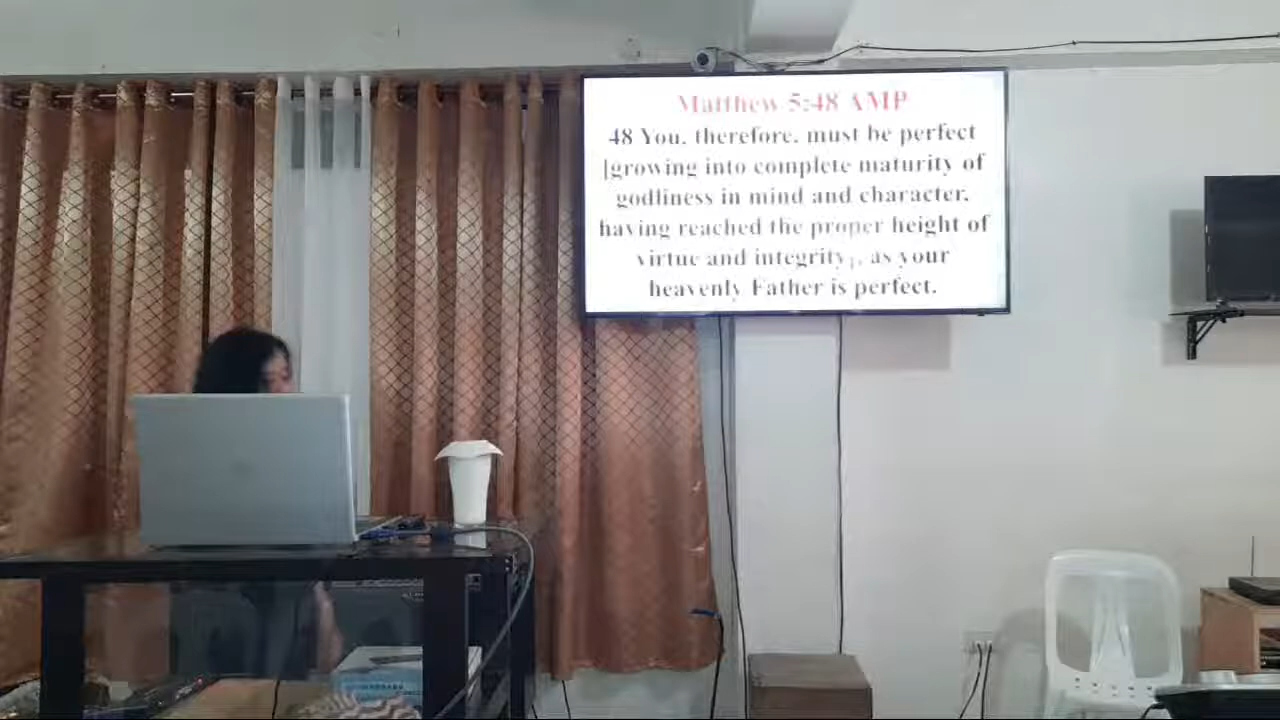 Matthew 5:48 AMP
48 You, therefore, must be perfect
[growing into complete maturity of
godliness in mind and character,
having reached the proper height of
virtue and integrity], as your
heavenly Father is perfect.